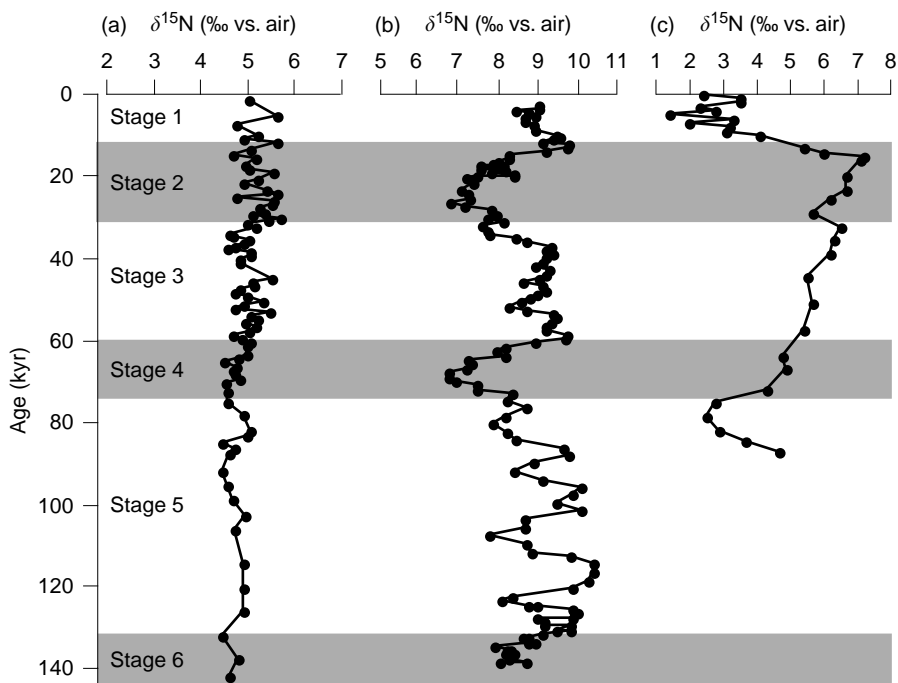 (a) δ15N (‰ vs. air) (b) δ15N (‰ vs. air) (c) δ15N (‰ vs. air)
2 3 4 5 6 7 6 7 8 9 10 11 1 2 3 4 5 6 7 8
0
Stage 1
20
Stage 2
40
Stage 3
60
Stage 4
80
100
Stage 5
120
140
Stage 6
Age (kyr)